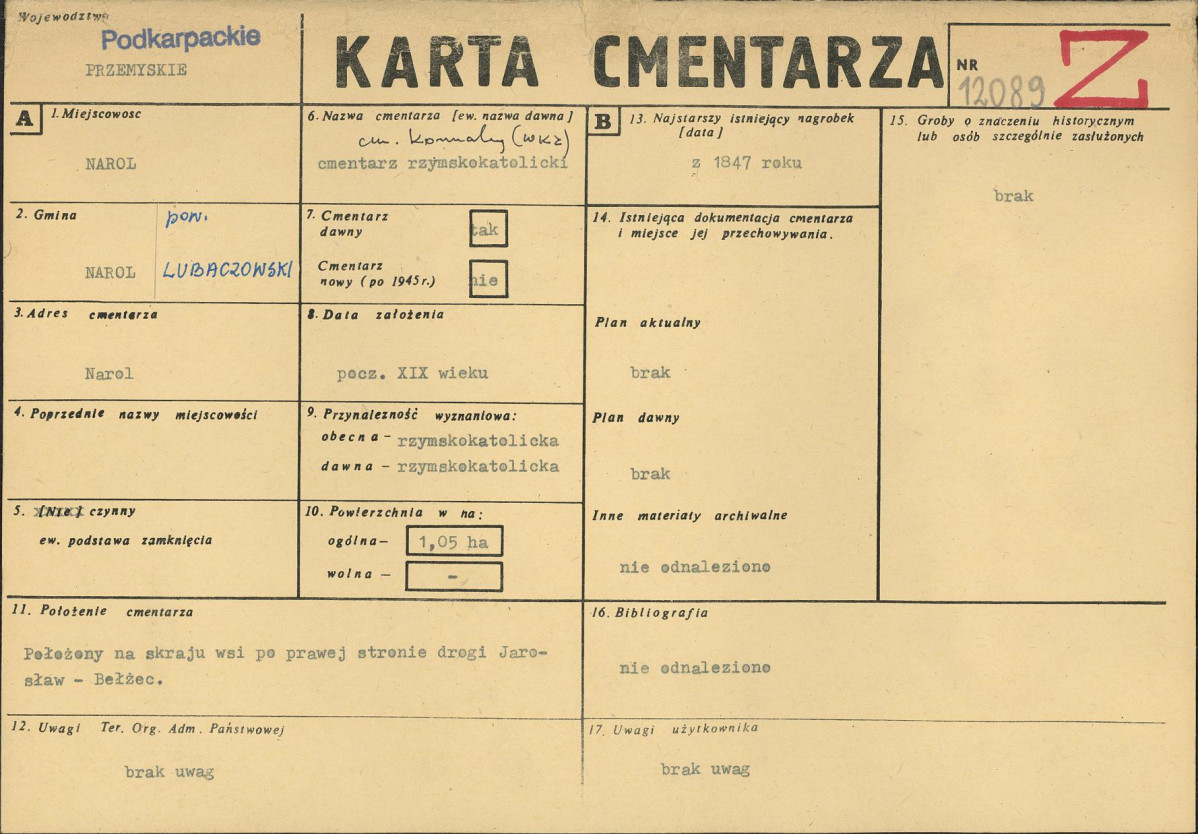 Województwo
Podkarpackie
PRZEMYSKIE
KARTA CMENTARZA
NR
12089
Z
A
1. Miejscowosc
NAROL
2. Gmina
pow.
NAROL
LUBACZOWSKI
3. Adres cmentarza
Narol
4. Poprzednie nazwy miejscowości
5. [Nie] czynny
ew. podstawa zamknięcia
6. Nazwa cmentarza [ew. nazwa dawna]
cm. komunalny (WKZ)
cmentarz rzymskokatolicki
7. Cmentarz
dawny
tak
Cmentarz
nowy (po 1945 r.)
nie
8. Data założenia
pocz. XIX wieku
9. Przynależność wyznaniowa:
obecna - rzymskokatolicka
dawna - rzymskokatolicka
10. Powierzchnia w ha:
ogólna - 1,05 ha
wolna - -
11. Położenie cmentarza
Położony na skraju wsi po prawej stronie drogi Jaro-
sław - Bełżec.
12. Uwagi Ter. Org. Adm. Państwowej
brak uwag
B
13. Najstarszy istniejący nagrobek
[data]
z 1847 roku
14. Istniejąca dokumentacja cmentarza
i miejsce jej przechowywania.
Plan aktualny
brak
Plan dawny
brak
Inne materiały archiwalne
nie odnaleziono
15. Groby o znaczeniu historycznym
lub osób szczególnie zasłużonych
brak
16. Bibliografia
nie odnaleziono
17. Uwagi użytkownika
brak uwag